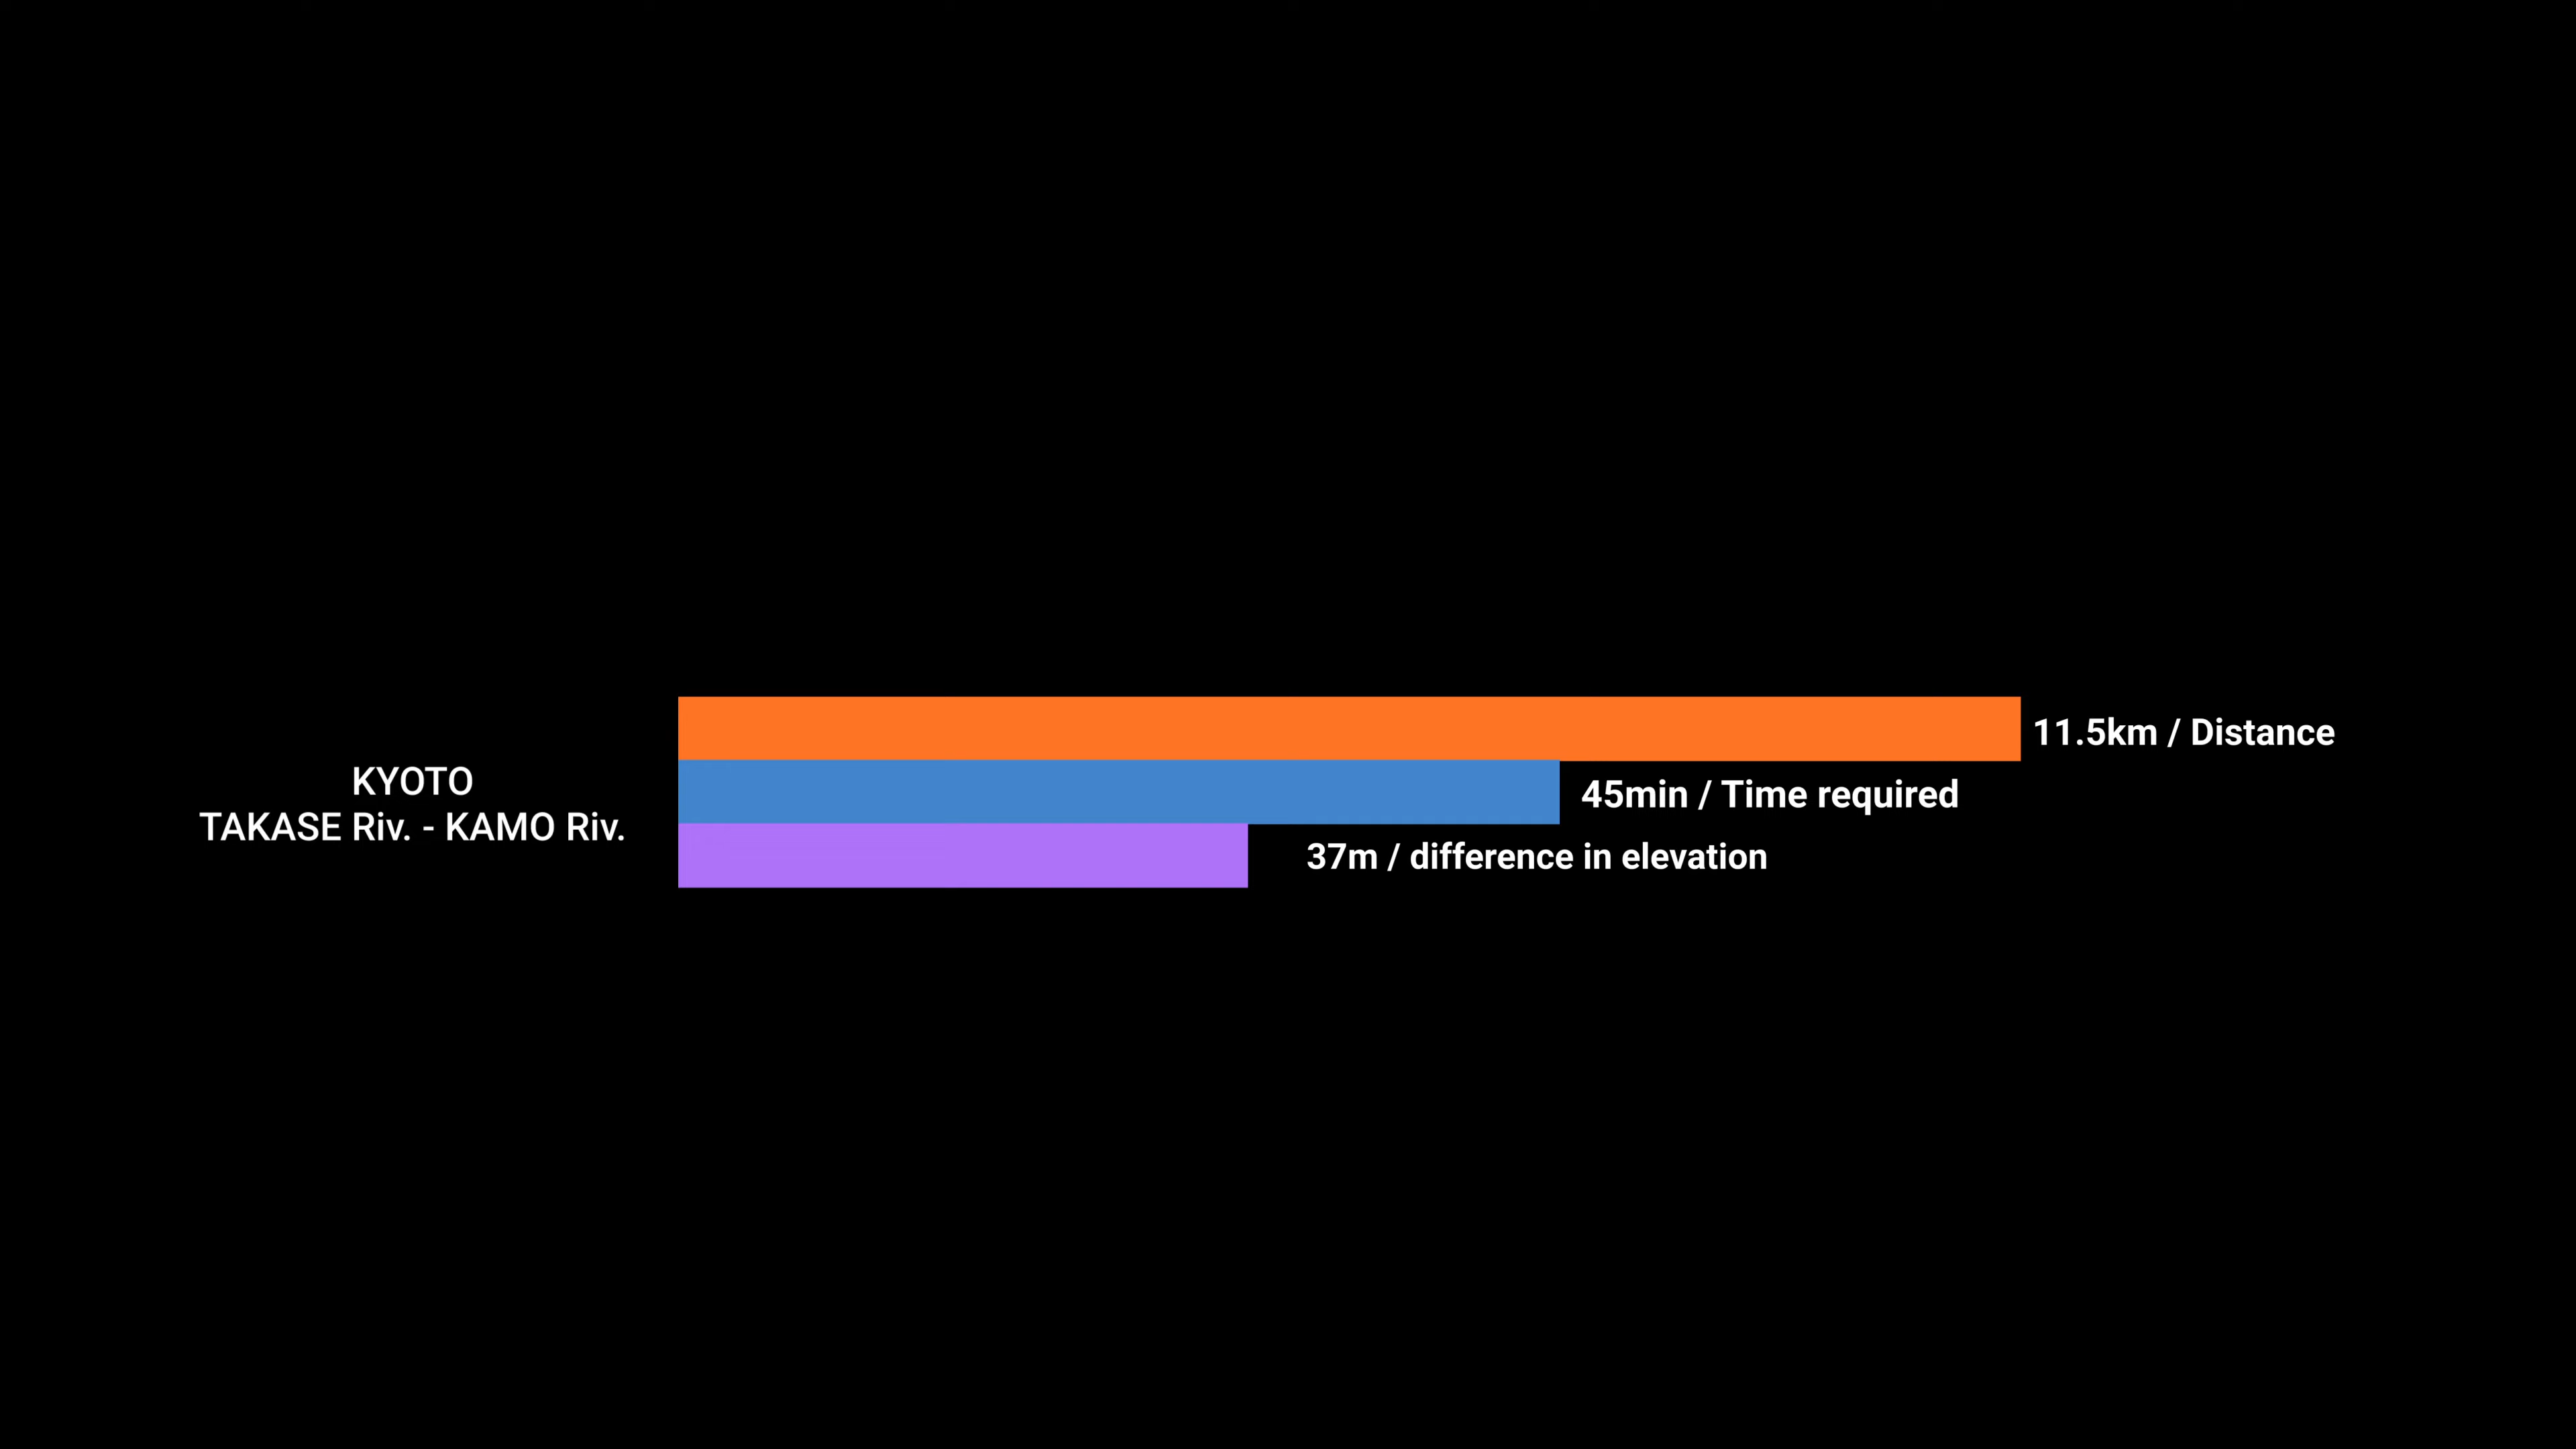 KYOTO
TAKASE Riv. - KAMO Riv.
11.5km / Distance
45min / Time required
37m / difference in elevation